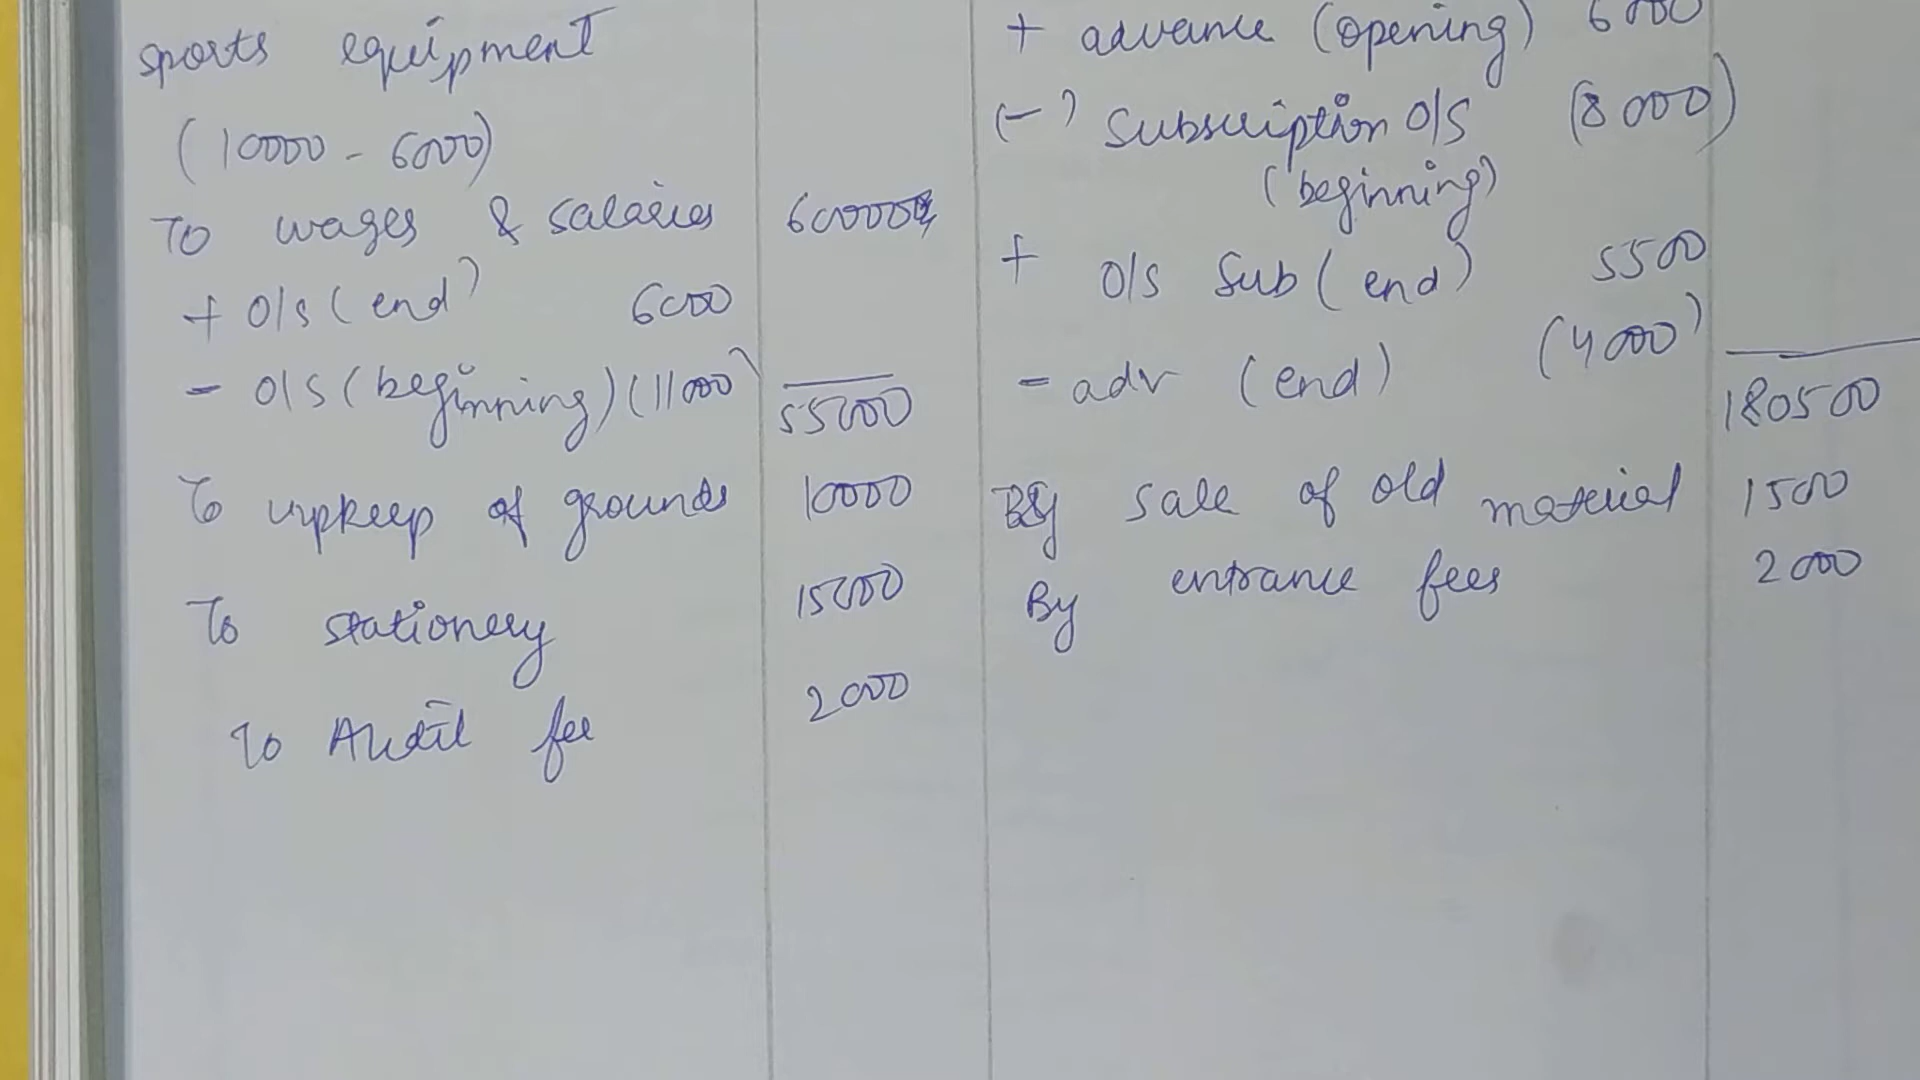 sports equipment
(10000 - 6000)
To wages & salaries 60000
+ O/s (end) 6000
- O/s (beginning) (11000)
55000
To upkeep of grounds 10000
To stationery 15000
To Audit fee 2000
+ advance (opening) 6000
(-) Subscription O/s (8000)
(beginning)
+ O/s Sub (end) 5500
- adv (end) (4000)
180500
By sale of old material 1500
By entrance fees 2000